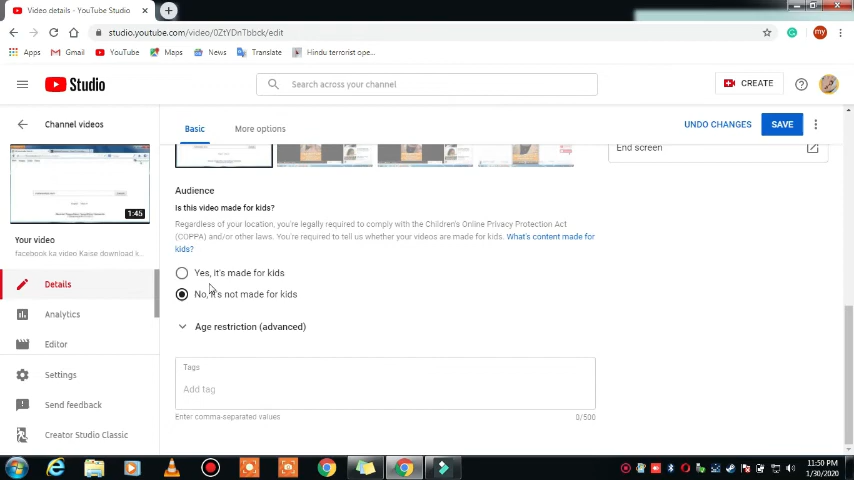 Video details - YouTube Studio
studio.youtube.com/video/0ZtYDnTbbck/edit
Apps Gmail YouTube Maps News Translate Hindu terrorist ope...
Studio
Search across your channel
CREATE
Channel videos
Basic
More options
UNDO CHANGES
SAVE
End screen
1:45
Your video
facebook ka video Kaise download k
Details
Analytics
Editor
Settings
Send feedback
Creator Studio Classic
Audience
Is this video made for kids?
Regardless of your location, you're legally required to comply with the Children's Online Privacy Protection Act
(COPPA) and/or other laws. You're required to tell us whether your videos are made for kids. What's content made for
kids?
Yes, it's made for kids
No, it's not made for kids
Age restriction (advanced)
Tags
Add tag
Enter comma-separated values
0/500
11:50 PM
1/30/2020